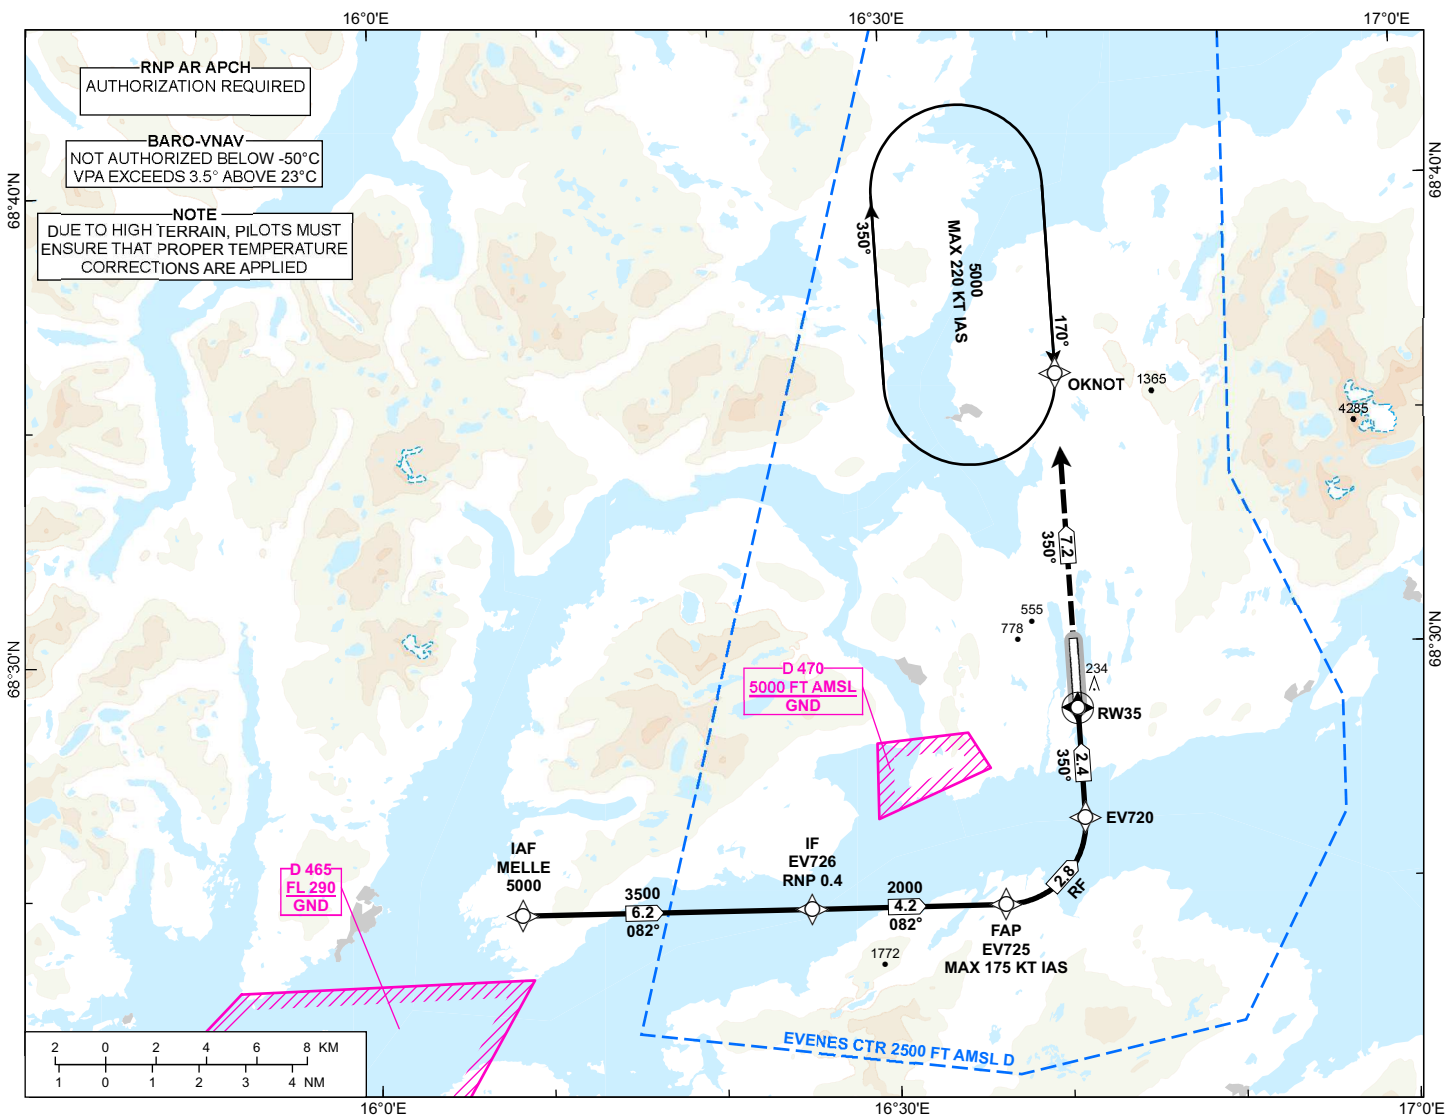 16°0'E
16°30'E
17°0'E
RNP AR APCH
AUTHORIZATION REQUIRED
BARO-VNAV
NOT AUTHORIZED BELOW -50°C
VPA EXCEEDS 3.5° ABOVE 23°C
NOTE
DUE TO HIGH TERRAIN, PILOTS MUST
ENSURE THAT PROPER TEMPERATURE
CORRECTIONS ARE APPLIED
68°40'N
68°40'N
350°
5000
MAX 220 KT IAS
170°
OKNOT
1365
4285
7.2
350°
555
778
234
RW35
68°30'N
68°30'N
D 470
5000 FT AMSL
GND
2.4
350°
EV720
2.8
RF
IAF
MELLE
5000
IF
EV726
RNP 0.4
3500
6.2
082°
2000
4.2
082°
FAP
EV725
MAX 175 KT IAS
1772
D 465
FL 290
GND
EVENES CTR 2500 FT AMSL D
2 0 2 4 6 8 KM
1 0 1 2 3 4 NM
16°0'E
16°30'E
17°0'E